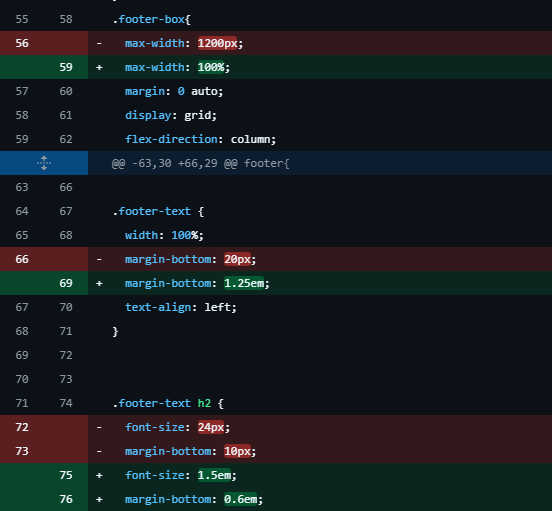 55 58 .footer-box{
56 - max-width: 1200px;
59 + max-width: 100%;
57 60 margin: 0 auto;
58 61 display: grid;
59 62 flex-direction: column;
@@ -63,30 +66,29 @@ footer{
63 66
64 67 .footer-text {
65 68 width: 100%;
66 - margin-bottom: 20px;
69 + margin-bottom: 1.25em;
67 70 text-align: left;
68 71 }
69 72
70 73
71 74 .footer-text h2 {
72 - font-size: 24px;
73 - margin-bottom: 10px;
75 + font-size: 1.5em;
76 + margin-bottom: 0.6em;